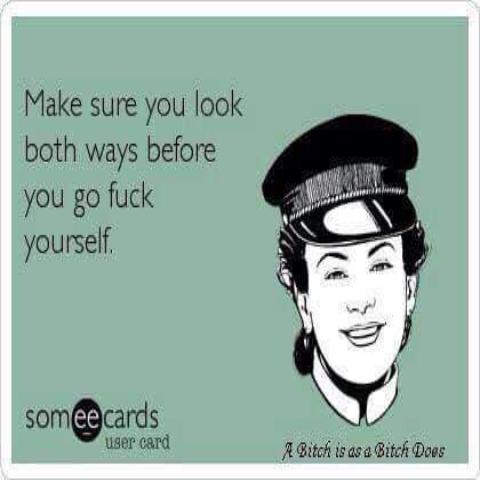 Make sure you look
both ways before
you go fuck
yourself.
someecards
user card
A Bitch is as a Bitch Does